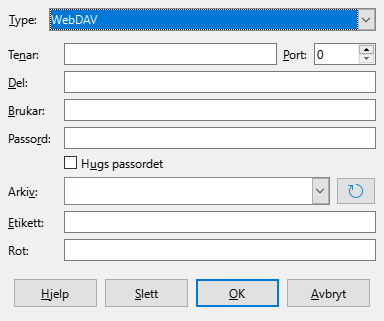 Type: WebDAV
Tenar: Port: 0
Del:
Brukar:
Passord:
Hugs passordet
Arkiv:
Etikett:
Rot:
Hjelp Slett OK Avbryt